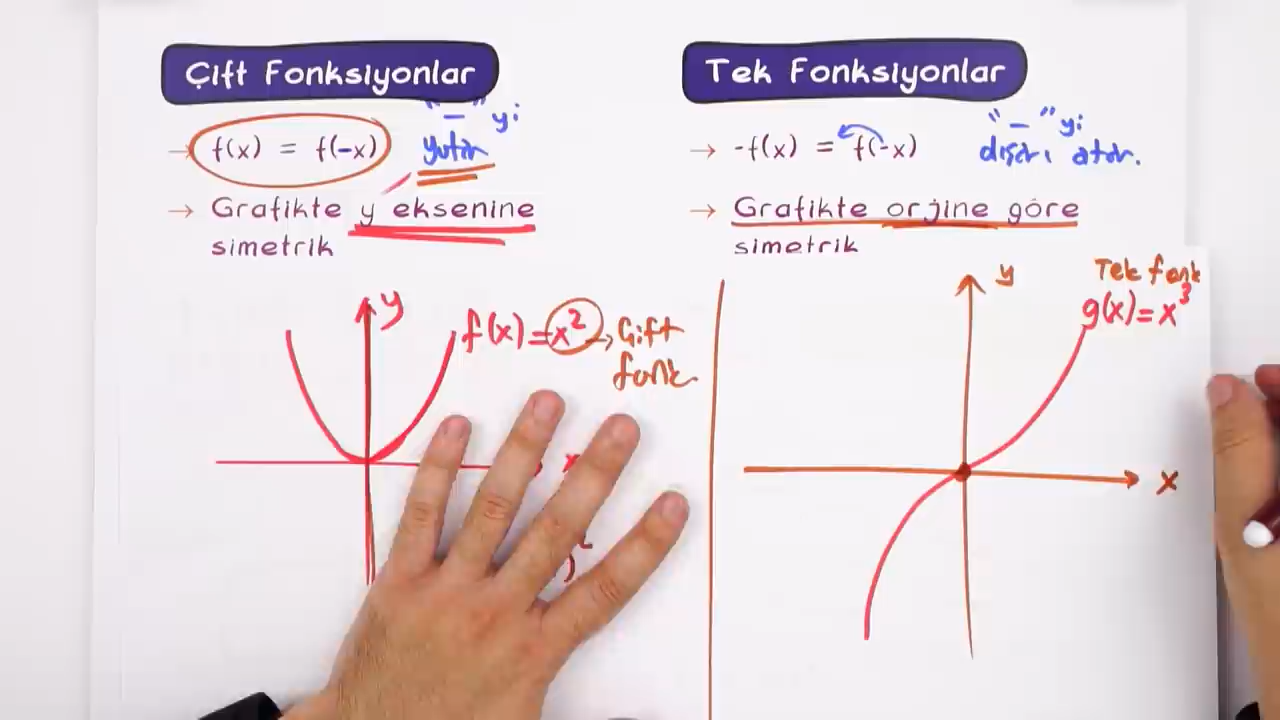 Çift Fonksiyonlar
→ f(x) = f(-x) "-" yi
yutar
→ Grafikte y eksenine
simetrik
y
f(x)=x² → Çift
fonk
x
Tek Fonksiyonlar
→ -f(x) = f(-x) "-" yi
dışarı atar.
→ Grafikte orjine göre
simetrik
y
Tek fonk
g(x)=x³
x